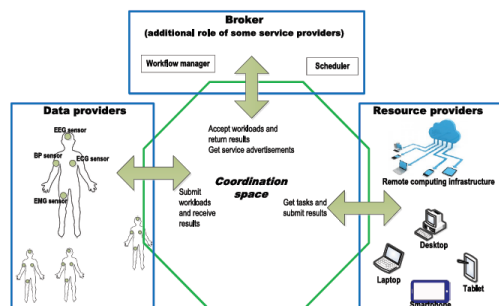 Broker
(additional role of some service providers)
Workflow manager
Scheduler
Data providers
EEG sensor
BP sensor
ECG sensor
EMG sensor
Accept workloads and
return results
Get service advertisements
Coordination
space
Submit
workloads
and receive
results
Get tasks and
submit results
Resource providers
Remote computing infrastructure
Desktop
Laptop
Tablet
Smartphone